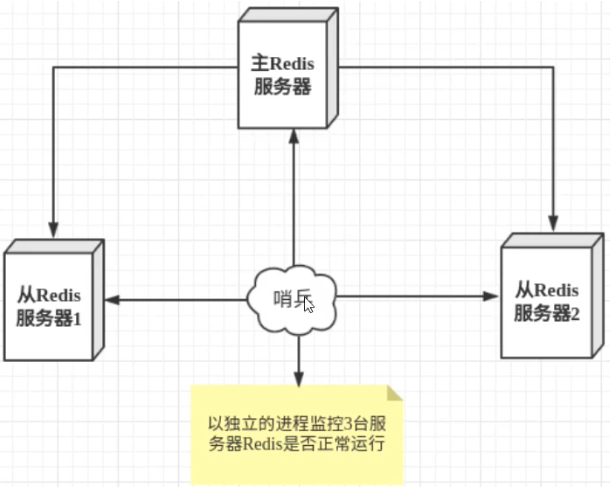 主Redis
服务器
从Redis
服务器1
哨兵
从Redis
服务器2
以独立的进程监控3台服
务器Redis是否正常运行